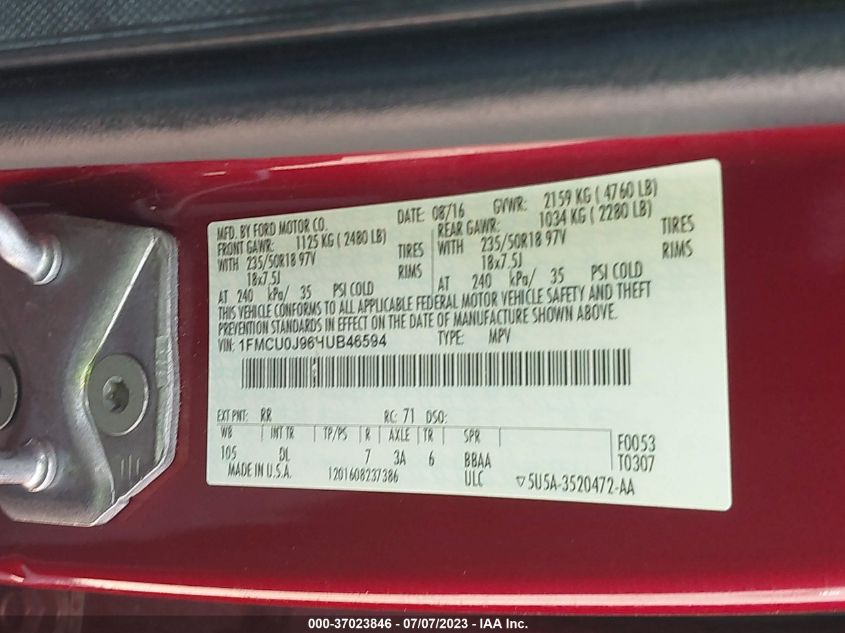 MFD. BY FORD MOTOR CO. DATE: 08/16 GVWR: 2159 KG ( 4760 LB)
FRONT GAWR: 1125 KG ( 2480 LB) REAR GAWR: 1034 KG ( 2280 LB)
WITH 235/50R18 97V TIRES WITH 235/50R18 97V TIRES
18x7.5J RIMS 18x7.5J RIMS
AT 240 kPa/ 35 PSI COLD AT 240 kPa/ 35 PSI COLD
THIS VEHICLE CONFORMS TO ALL APPLICABLE FEDERAL MOTOR VEHICLE SAFETY AND THEFT
PREVENTION STANDARDS IN EFFECT ON THE DATE OF MANUFACTURE SHOWN ABOVE.
VIN: 1FMCU0J96HUB46594 TYPE: MPV
EXT PNT: RR RC: 71 DSO:
WB INT TR TP/PS R AXLE TR SPR F0053
105 DL 7 3A 6 BBAA T0307
MADE IN U.S.A. 1201608237386 ULC ▽5U5A-3520472-AA
000-37023846 - 07/07/2023 - IAA Inc.